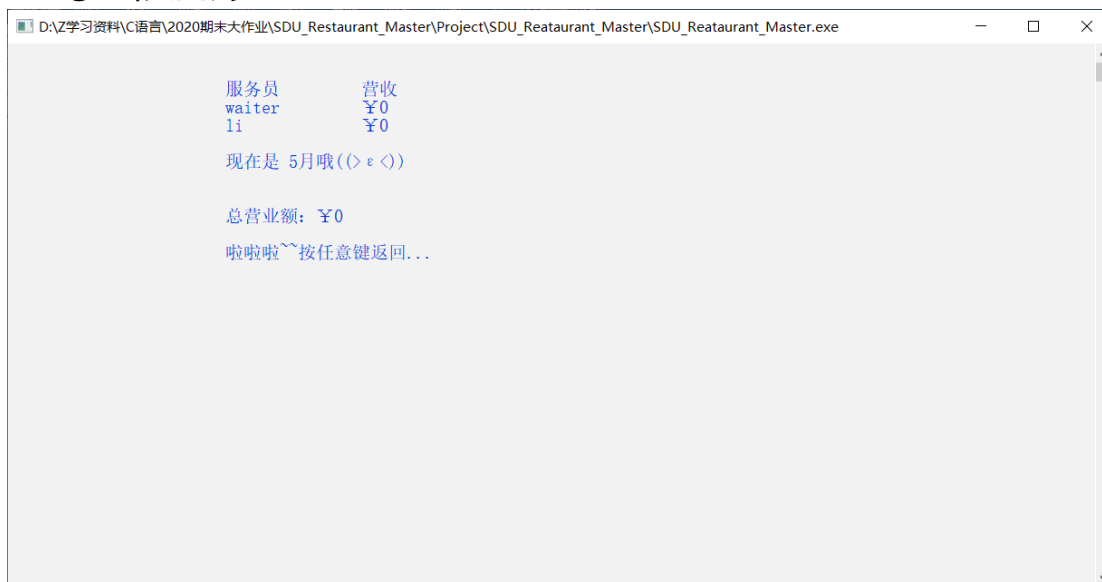 D:\Z学习资料\C语言\2020期末大作业\SDU_Restaurant_Master\Project\SDU_Reataurant_Master\SDU_Reataurant_Master.exe
服务员 营收
waiter ￥0
li ￥0
现在是 5月哦((>ε<))
总营业额：￥0
啦啦啦~~按任意键返回...